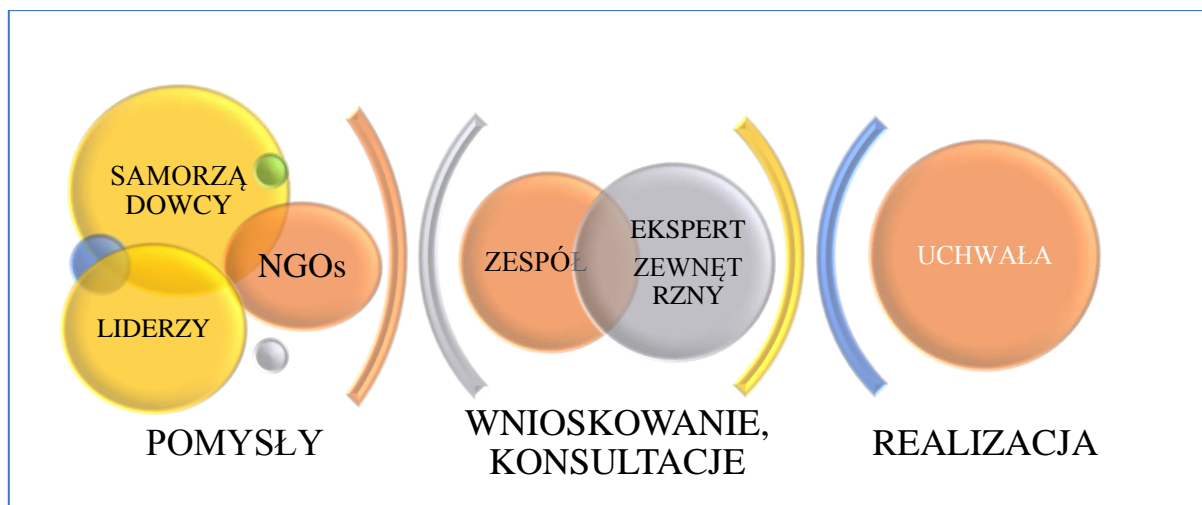 SAMORZĄ
DOWCY
NGOs
LIDERZY
POMYSŁY
ZESPÓŁ
EKSPERT
ZEWNĘT
RZNY
WNIOSKOWANIE,
KONSULTACJE
UCHWAŁA
REALIZACJA